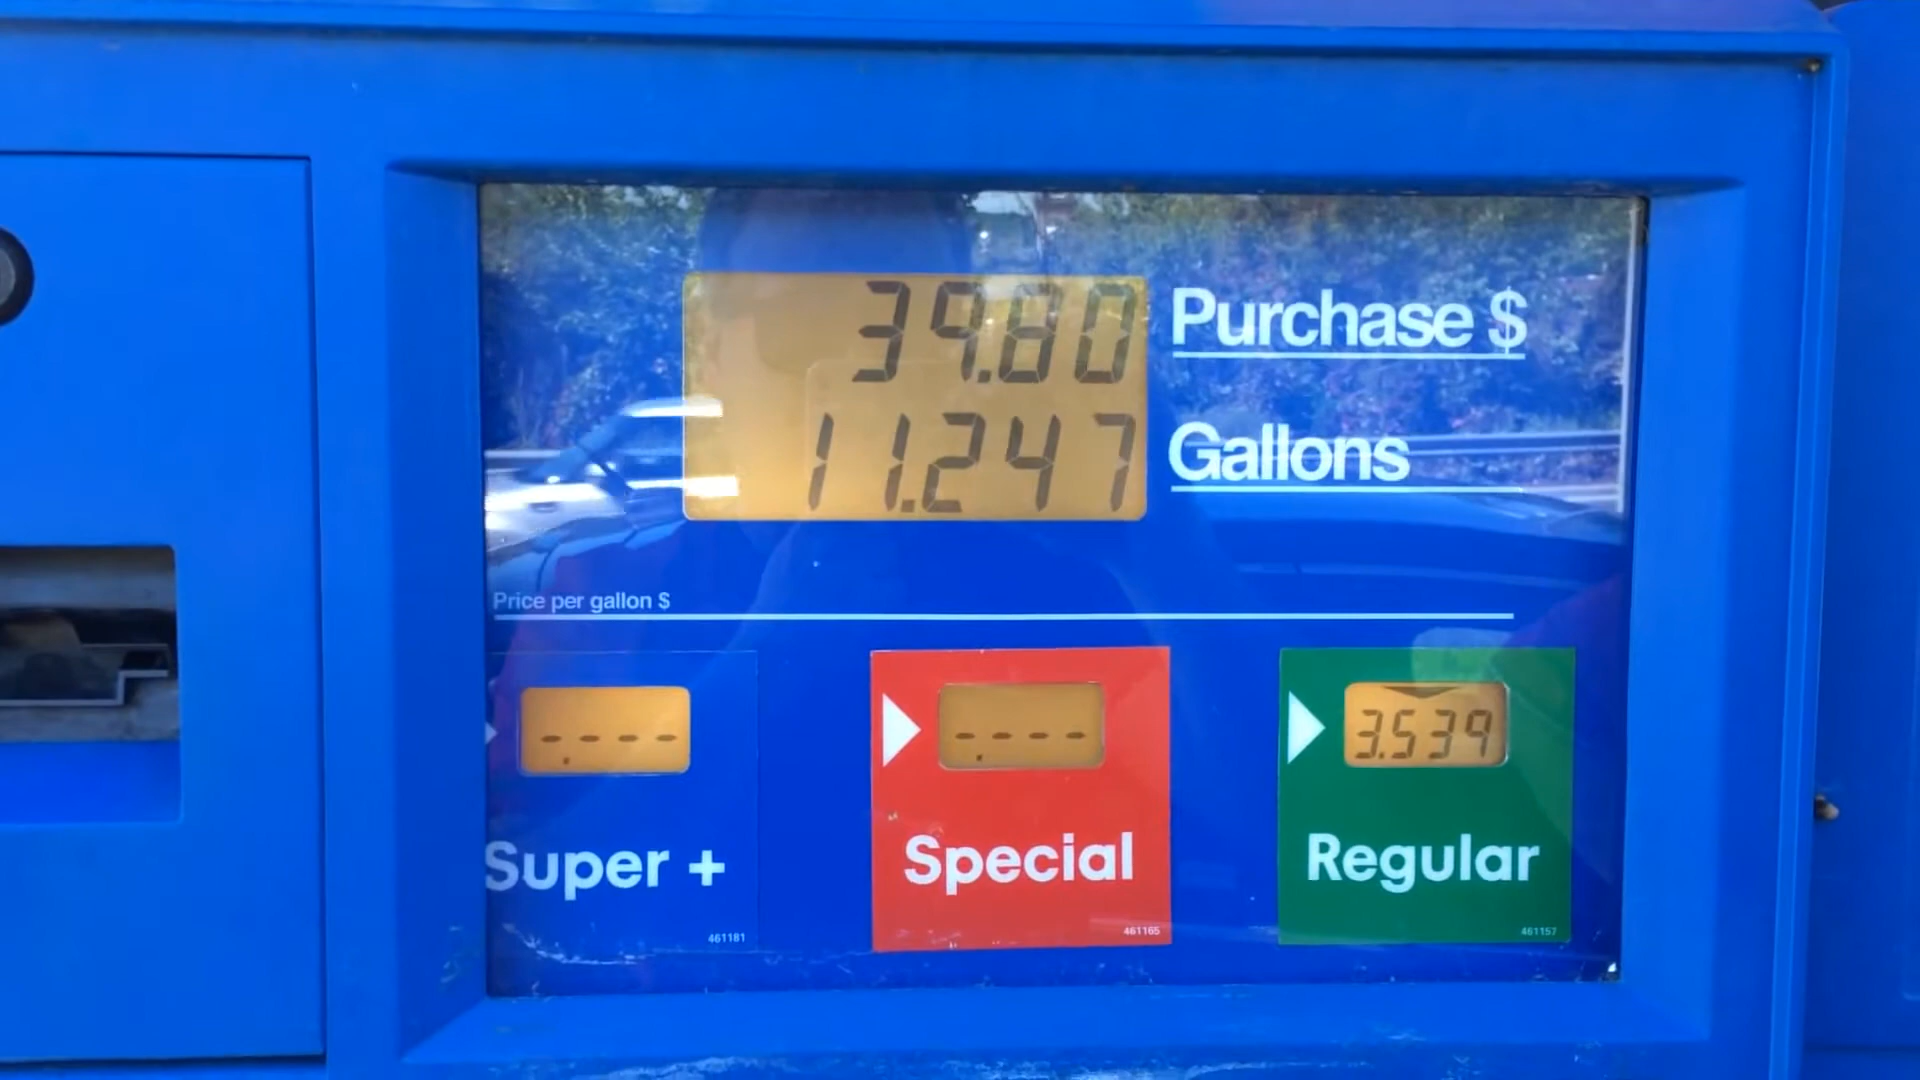 39.80 Purchase $
11.247 Gallons
Price per gallon $
- -.- - - - - - 3.539
Super + Special Regular
461181 461165 461157